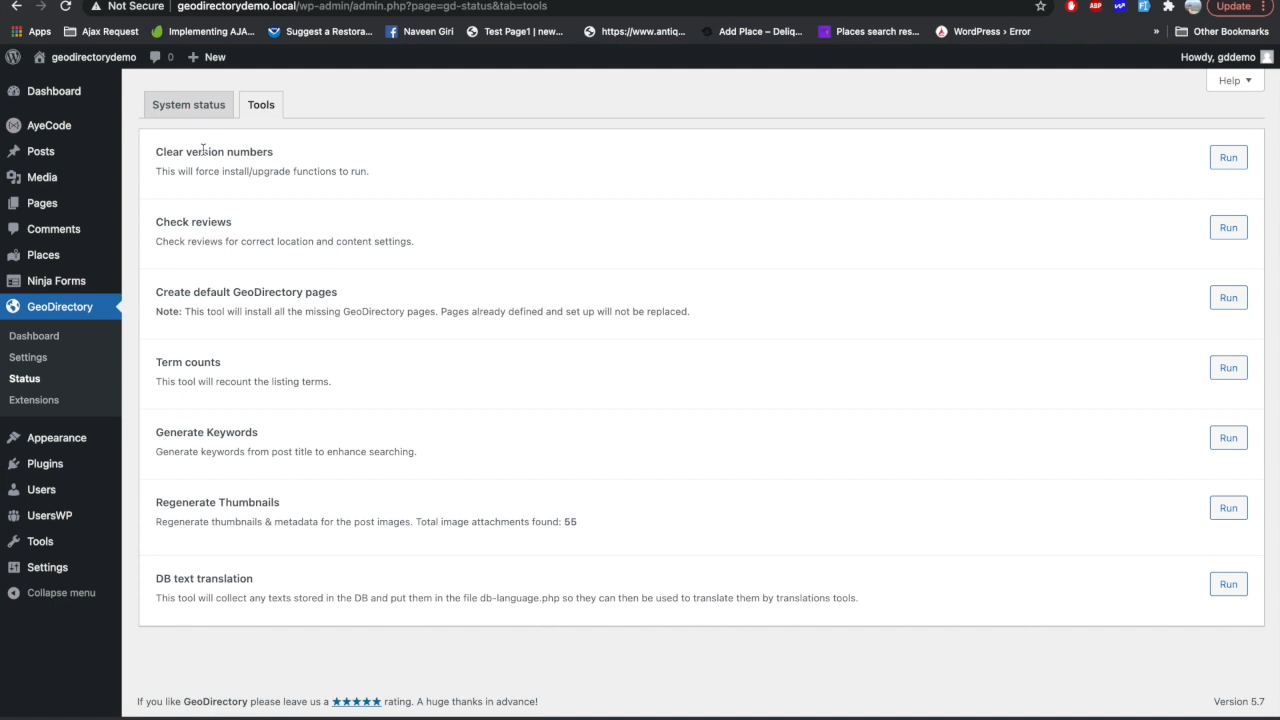 Not Secure geodirectorydemo.local/wp-admin/admin.php?page=gd-status&tab=tools
ABP
Update
Apps
Ajax Request
Implementing AJA...
Suggest a Restora...
Naveen Giri
Test Page1 | new...
https://www.antiq...
Add Place – Deliq...
Places search res...
WordPress › Error
»
Other Bookmarks
geodirectorydemo
0
New
Howdy, gddemo
Help
Dashboard
AyeCode
Posts
Media
Pages
Comments
Places
Ninja Forms
GeoDirectory
Dashboard
Settings
Status
Extensions
Appearance
Plugins
Users
UsersWP
Tools
Settings
Collapse menu
System status
Tools
Clear version numbers
This will force install/upgrade functions to run.
Run
Check reviews
Check reviews for correct location and content settings.
Run
Create default GeoDirectory pages
Note: This tool will install all the missing GeoDirectory pages. Pages already defined and set up will not be replaced.
Run
Term counts
This tool will recount the listing terms.
Run
Generate Keywords
Generate keywords from post title to enhance searching.
Run
Regenerate Thumbnails
Regenerate thumbnails & metadata for the post images. Total image attachments found: 55
Run
DB text translation
This tool will collect any texts stored in the DB and put them in the file db-language.php so they can then be used to translate them by translations tools.
Run
If you like GeoDirectory please leave us a ★★★★★ rating. A huge thanks in advance!
Version 5.7